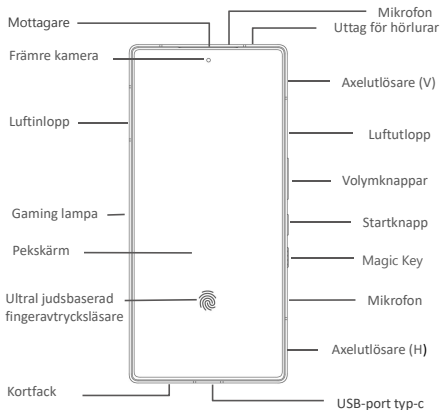 Mottagare
Mikrofon
Uttag för hörlurar
Främre kamera
Axelutlösare (V)
Luftinlopp
Luftutlopp
Volymknappar
Gaming lampa
Startknapp
Pekskärm
Magic Key
Ultral judsbaserad
fingeravtrycksläsare
Mikrofon
Axelutlösare (H)
Kortfack
USB-port typ-c